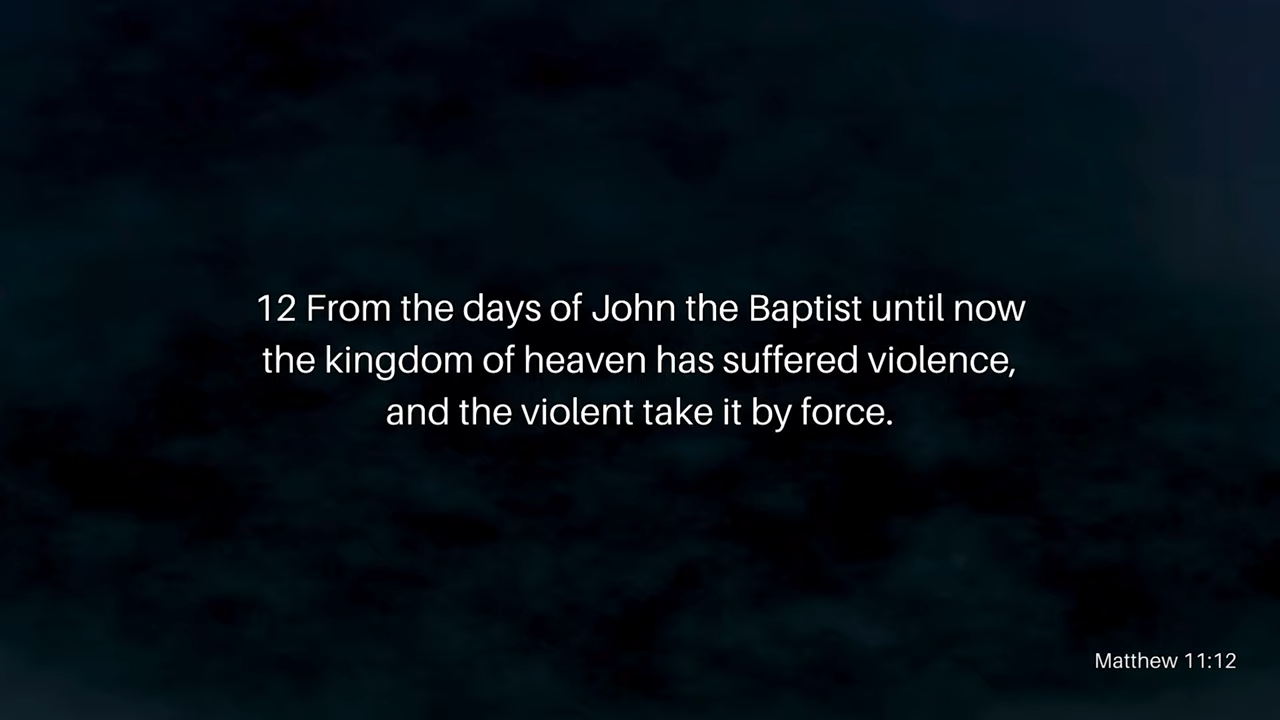 12 From the days of John the Baptist until now
the kingdom of heaven has suffered violence,
and the violent take it by force.
Matthew 11:12